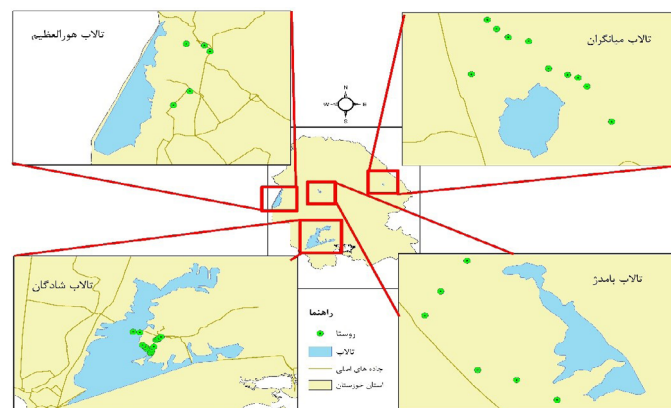 تالاب هورالعظیم
تالاب میانگران
N
W
E
S
تالاب شادگان
تالاب بامدژ
راهنما
روستا
تالاب
جاده های اصلی
استان خوزستان